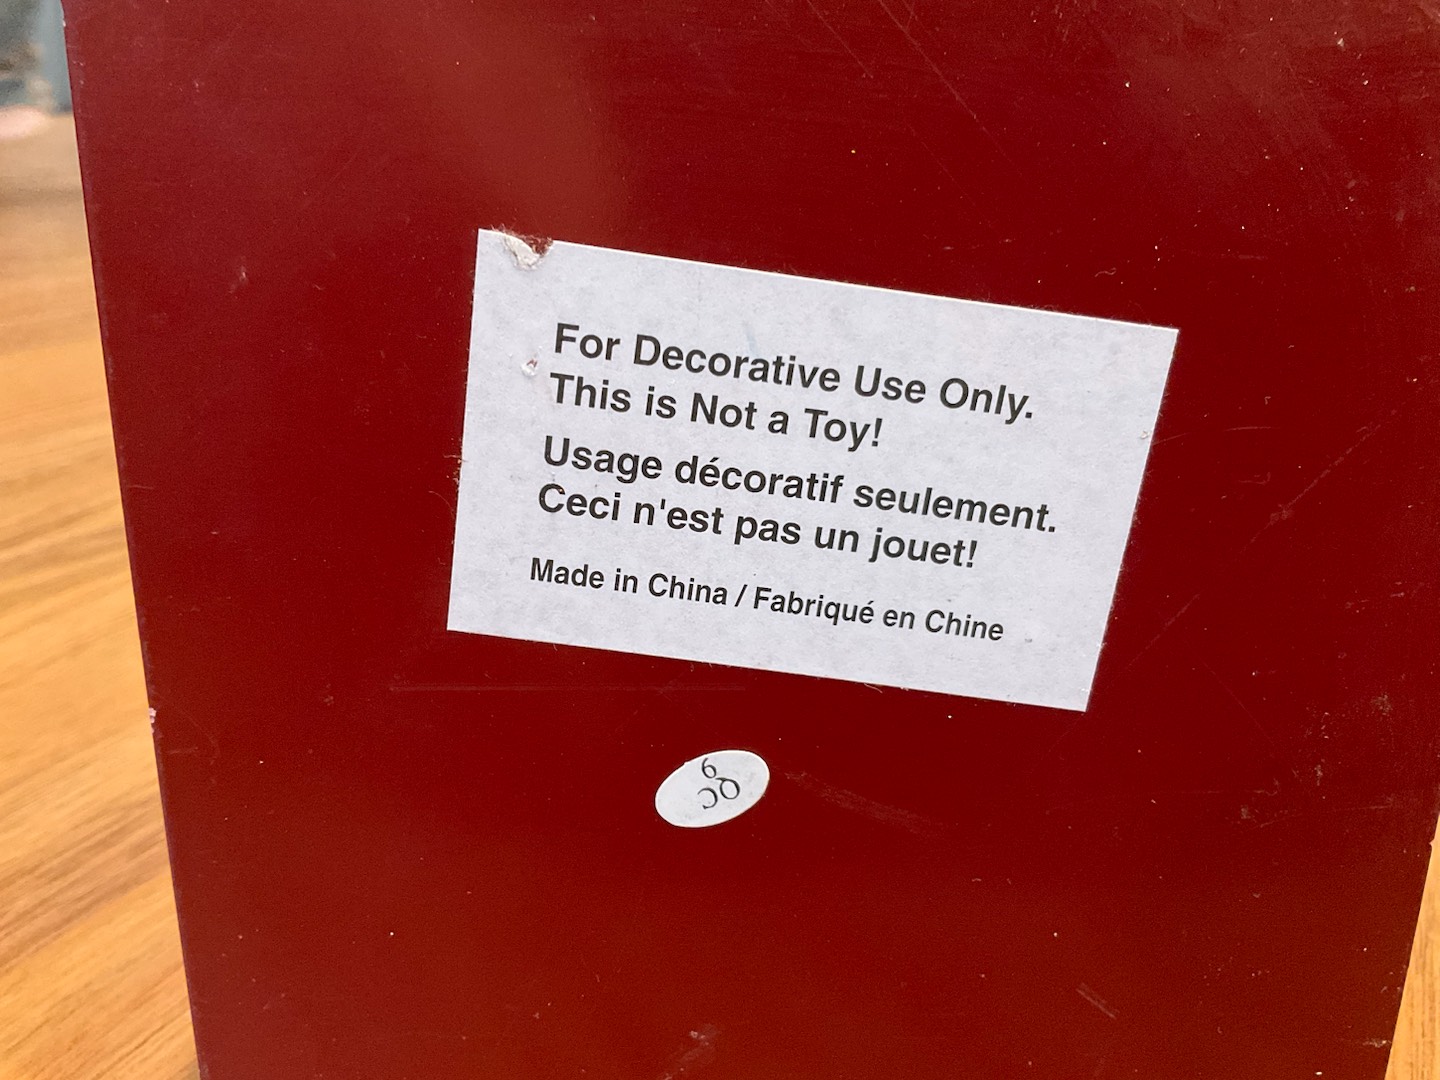 For Decorative Use Only.
This is Not a Toy!
Usage décoratif seulement.
Ceci n'est pas un jouet!
Made in China / Fabriqué en Chine